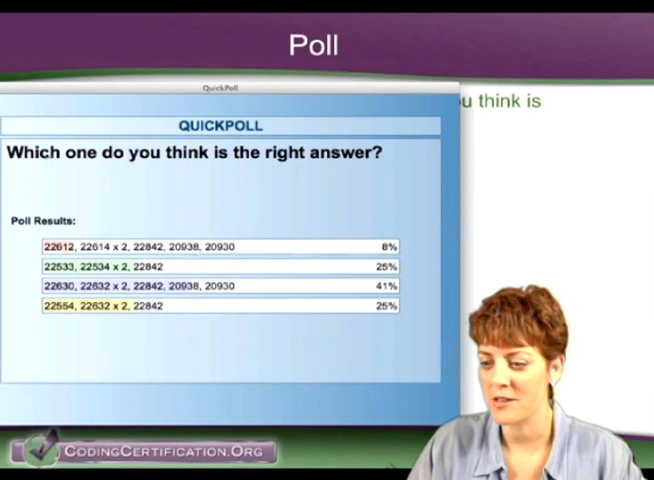 Poll
QuickPoll
u think is
QUICKPOLL
Which one do you think is the right answer?
Poll Results:
22612, 22614 x 2, 22842, 20938, 20930 8%
22533, 22534 x 2, 22842 25%
22630, 22632 x 2, 22842, 20938, 20930 41%
22554, 22632 x 2, 22842 25%
CODINGCERTIFICATION.ORG